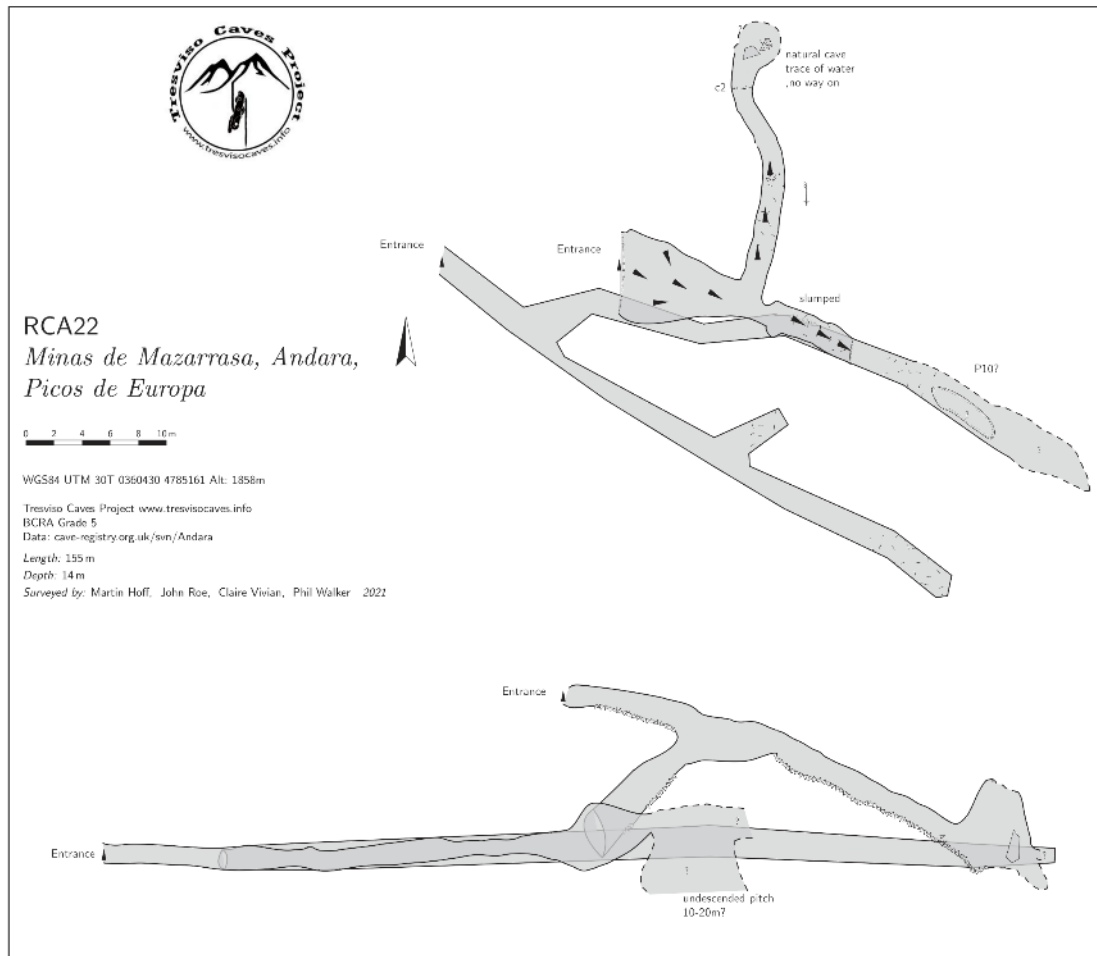 Tresviso Caves Project
www.tresvisocaves.info
natural cave
trace of water
,no way on
c2
Entrance
Entrance
slumped
P10?
?
RCA22
Minas de Mazarrasa, Andara,
Picos de Europa
0 2 4 6 8 10m
WGS84 UTM 30T 0360430 4785161 Alt: 1858m
Tresviso Caves Project www.tresvisocaves.info
BCRA Grade 5
Data: cave-registry.org.uk/svn/Andara
Length: 155 m
Depth: 14 m
Surveyed by: Martin Hoff, John Roe, Claire Vivian, Phil Walker 2021
Entrance
?
Entrance
undescended pitch
10-20m?